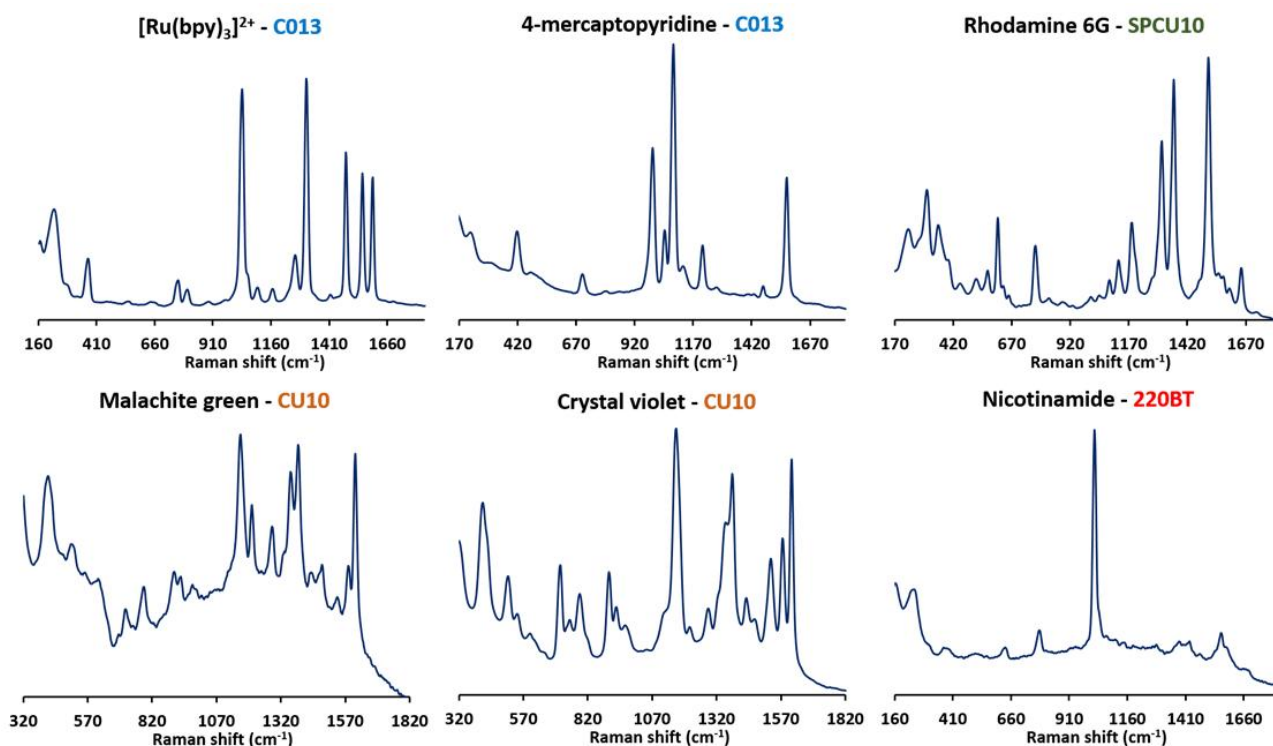 [Ru(bpy)₃]²⁺ - C013
4-mercaptopyridine - C013
Rhodamine 6G - SPCU10
160 410 660 910 1160 1410 1660
Raman shift (cm⁻¹)
170 420 670 920 1170 1420 1670
Raman shift (cm⁻¹)
170 420 670 920 1170 1420 1670
Raman shift (cm⁻¹)
Malachite green - CU10
Crystal violet - CU10
Nicotinamide - 220BT
320 570 820 1070 1320 1570 1820
Raman shift (cm⁻¹)
320 570 820 1070 1320 1570 1820
Raman shift (cm⁻¹)
160 410 660 910 1160 1410 1660
Raman shift (cm⁻¹)